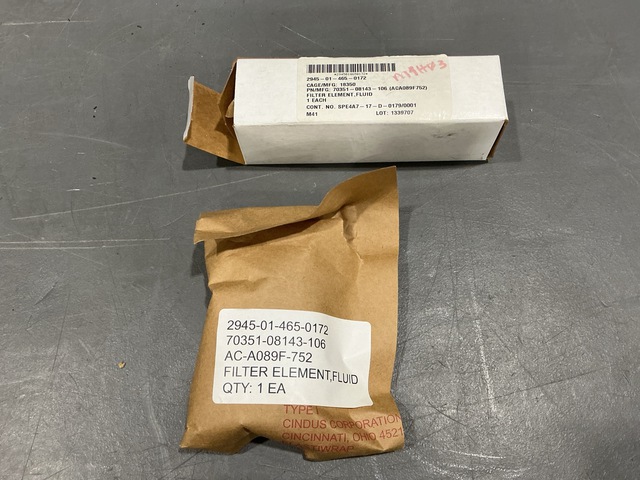 2945-01-465-0172
CAGE/MFG: 18350
PN/MFG: 70351-08143-106 (ACA089F752)
FILTER ELEMENT,FLUID
1 EACH
CONT. NO. SPE4A7-17-D-0179/0001
M41 LOT: 1339707
2945-01-465-0172
70351-08143-106
AC-A089F-752
FILTER ELEMENT,FLUID
QTY: 1 EA
TYPE I
CINDUS CORPORATION
CINCINNATI, OHIO 4521